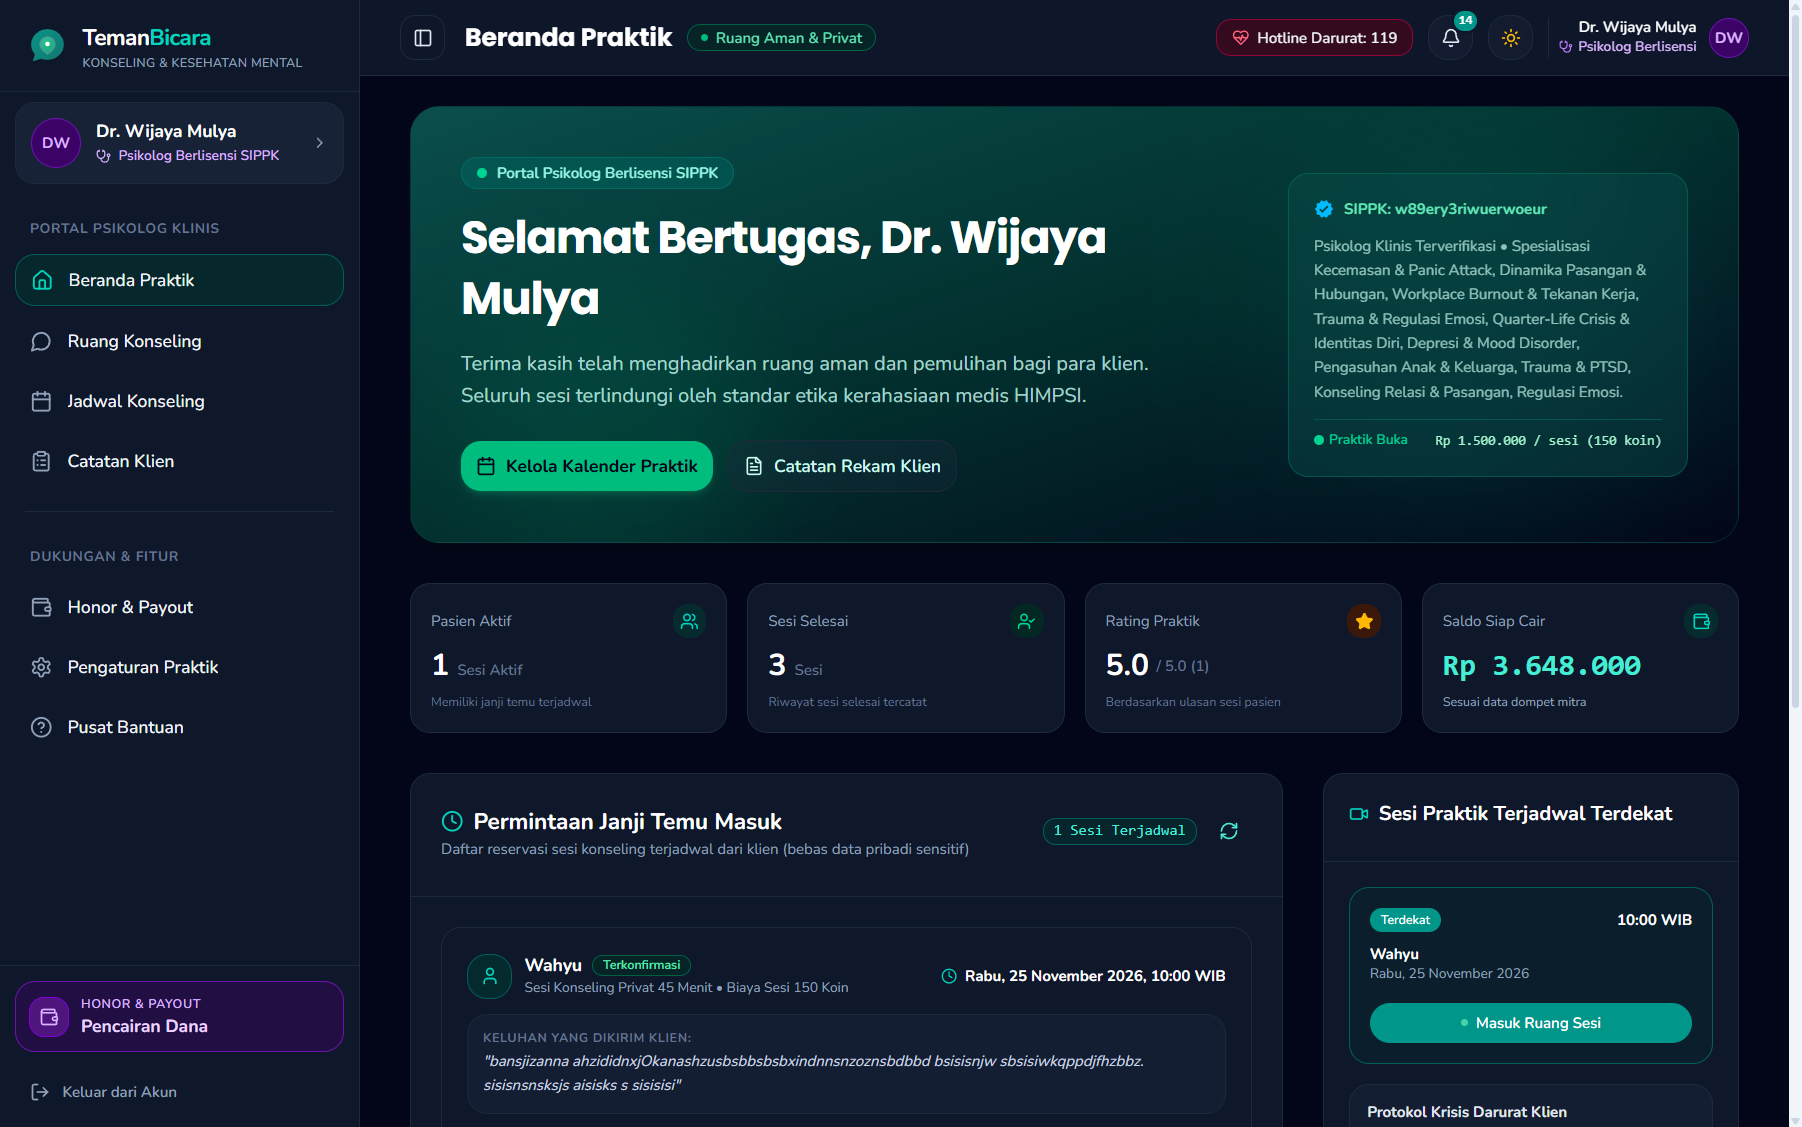 TemanBicara
KONSELING & KESEHATAN MENTAL
DW
Dr. Wijaya Mulya
Psikolog Berlisensi SIPPK
PORTAL PSIKOLOG KLINIS
Beranda Praktik
Ruang Konseling
Jadwal Konseling
Catatan Klien
DUKUNGAN & FITUR
Honor & Payout
Pengaturan Praktik
Pusat Bantuan
HONOR & PAYOUT
Pencairan Dana
Keluar dari Akun
Beranda Praktik
Ruang Aman & Privat
Hotline Darurat: 119
14
Dr. Wijaya Mulya
Psikolog Berlisensi
DW
Portal Psikolog Berlisensi SIPPK
Selamat Bertugas, Dr. Wijaya
Mulya
Terima kasih telah menghadirkan ruang aman dan pemulihan bagi para klien.
Seluruh sesi terlindungi oleh standar etika kerahasiaan medis HIMPSI.
Kelola Kalender Praktik
Catatan Rekam Klien
SIPPK: w89ery3riwuerwoeur
Psikolog Klinis Terverifikasi • Spesialisasi
Kecemasan & Panic Attack, Dinamika Pasangan &
Hubungan, Workplace Burnout & Tekanan Kerja,
Trauma & Regulasi Emosi, Quarter-Life Crisis &
Identitas Diri, Depresi & Mood Disorder,
Pengasuhan Anak & Keluarga, Trauma & PTSD,
Konseling Relasi & Pasangan, Regulasi Emosi.
Praktik Buka
Rp 1.500.000 / sesi (150 koin)
Pasien Aktif
1 Sesi Aktif
Memiliki janji temu terjadwal
Sesi Selesai
3 Sesi
Riwayat sesi selesai tercatat
Rating Praktik
5.0 / 5.0 (1)
Berdasarkan ulasan sesi pasien
Saldo Siap Cair
Rp 3.648.000
Sesuai data dompet mitra
Permintaan Janji Temu Masuk
Daftar reservasi sesi konseling terjadwal dari klien (bebas data pribadi sensitif)
1 Sesi Terjadwal
Wahyu
Terkonfirmasi
Sesi Konseling Privat 45 Menit • Biaya Sesi 150 Koin
Rabu, 25 November 2026, 10:00 WIB
KELUHAN YANG DIKIRIM KLIEN:
"bansjizanna ahzididnxjOkanashzusbsbbsbsbxindnnsnzoznsbdbbd bsisisnjw sbsisiwkqppdjfhzbbz.
sisisnsnsksjs aisisks s sisisisi"
Sesi Praktik Terjadwal Terdekat
Terdekat
10:00 WIB
Wahyu
Rabu, 25 November 2026
Masuk Ruang Sesi
Protokol Krisis Darurat Klien